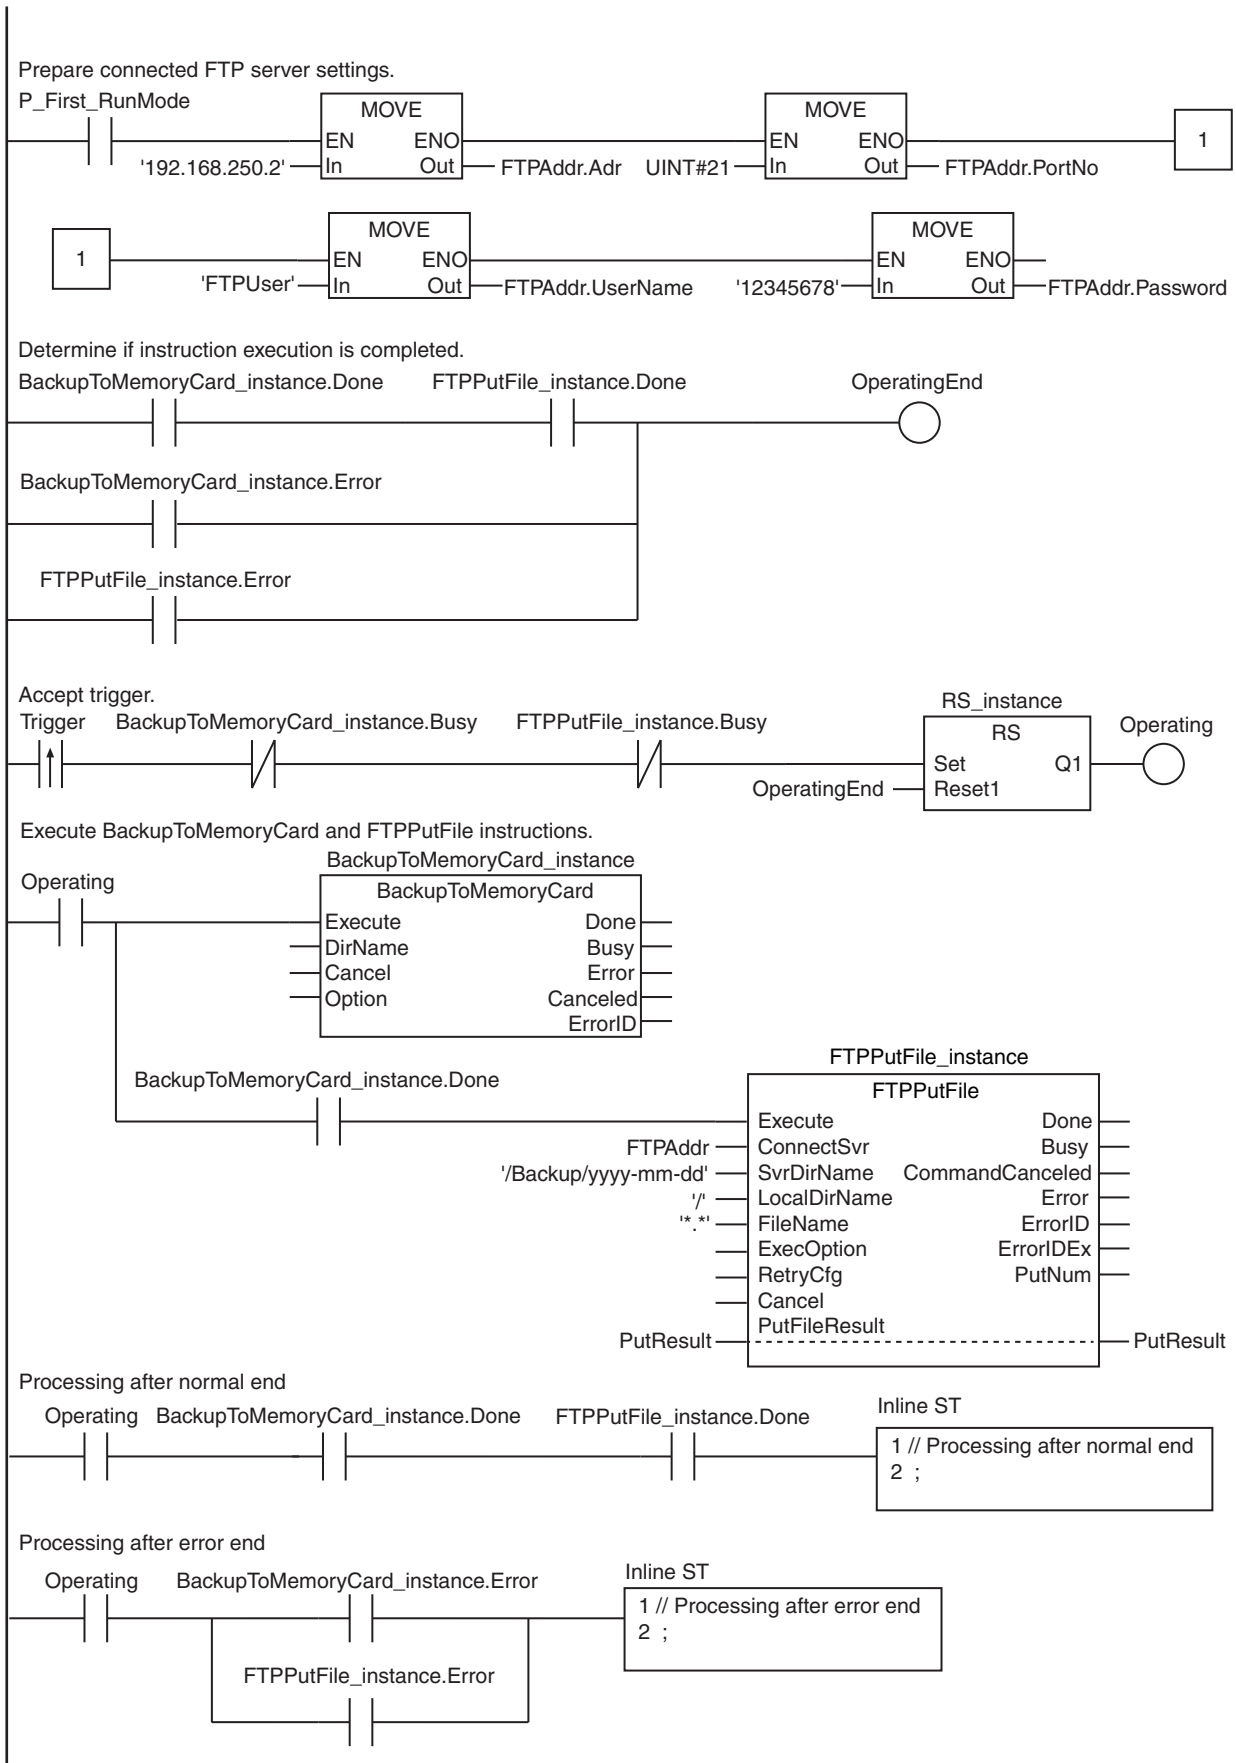 Prepare connected FTP server settings.
P_First_RunMode
MOVE MOVE
EN ENO EN ENO 1
'192.168.250.2' In Out FTPAddr.Adr UINT#21 In Out FTPAddr.PortNo
MOVE MOVE
1 EN ENO EN ENO
'FTPUser' In Out FTPAddr.UserName '12345678' In Out FTPAddr.Password
Determine if instruction execution is completed.
BackupToMemoryCard_instance.Done FTPPutFile_instance.Done OperatingEnd
BackupToMemoryCard_instance.Error
FTPPutFile_instance.Error
Accept trigger.
RS_instance
Trigger BackupToMemoryCard_instance.Busy FTPPutFile_instance.Busy RS Operating
Set Q1
OperatingEnd Reset1
Execute BackupToMemoryCard and FTPPutFile instructions.
BackupToMemoryCard_instance
Operating BackupToMemoryCard
Execute Done
DirName Busy
Cancel Error
Option Canceled
ErrorID
FTPPutFile_instance
BackupToMemoryCard_instance.Done FTPPutFile
Execute Done
FTPAddr ConnectSvr Busy
'/Backup/yyyy-mm-dd' SvrDirName CommandCanceled
'/' LocalDirName Error
'*.*' FileName ErrorID
ExecOption ErrorIDEx
RetryCfg PutNum
Cancel
PutFileResult
PutResult PutResult
Processing after normal end
Operating BackupToMemoryCard_instance.Done FTPPutFile_instance.Done Inline ST
1 // Processing after normal end
2 ;
Processing after error end
Operating BackupToMemoryCard_instance.Error Inline ST
1 // Processing after error end
2 ;
FTPPutFile_instance.Error